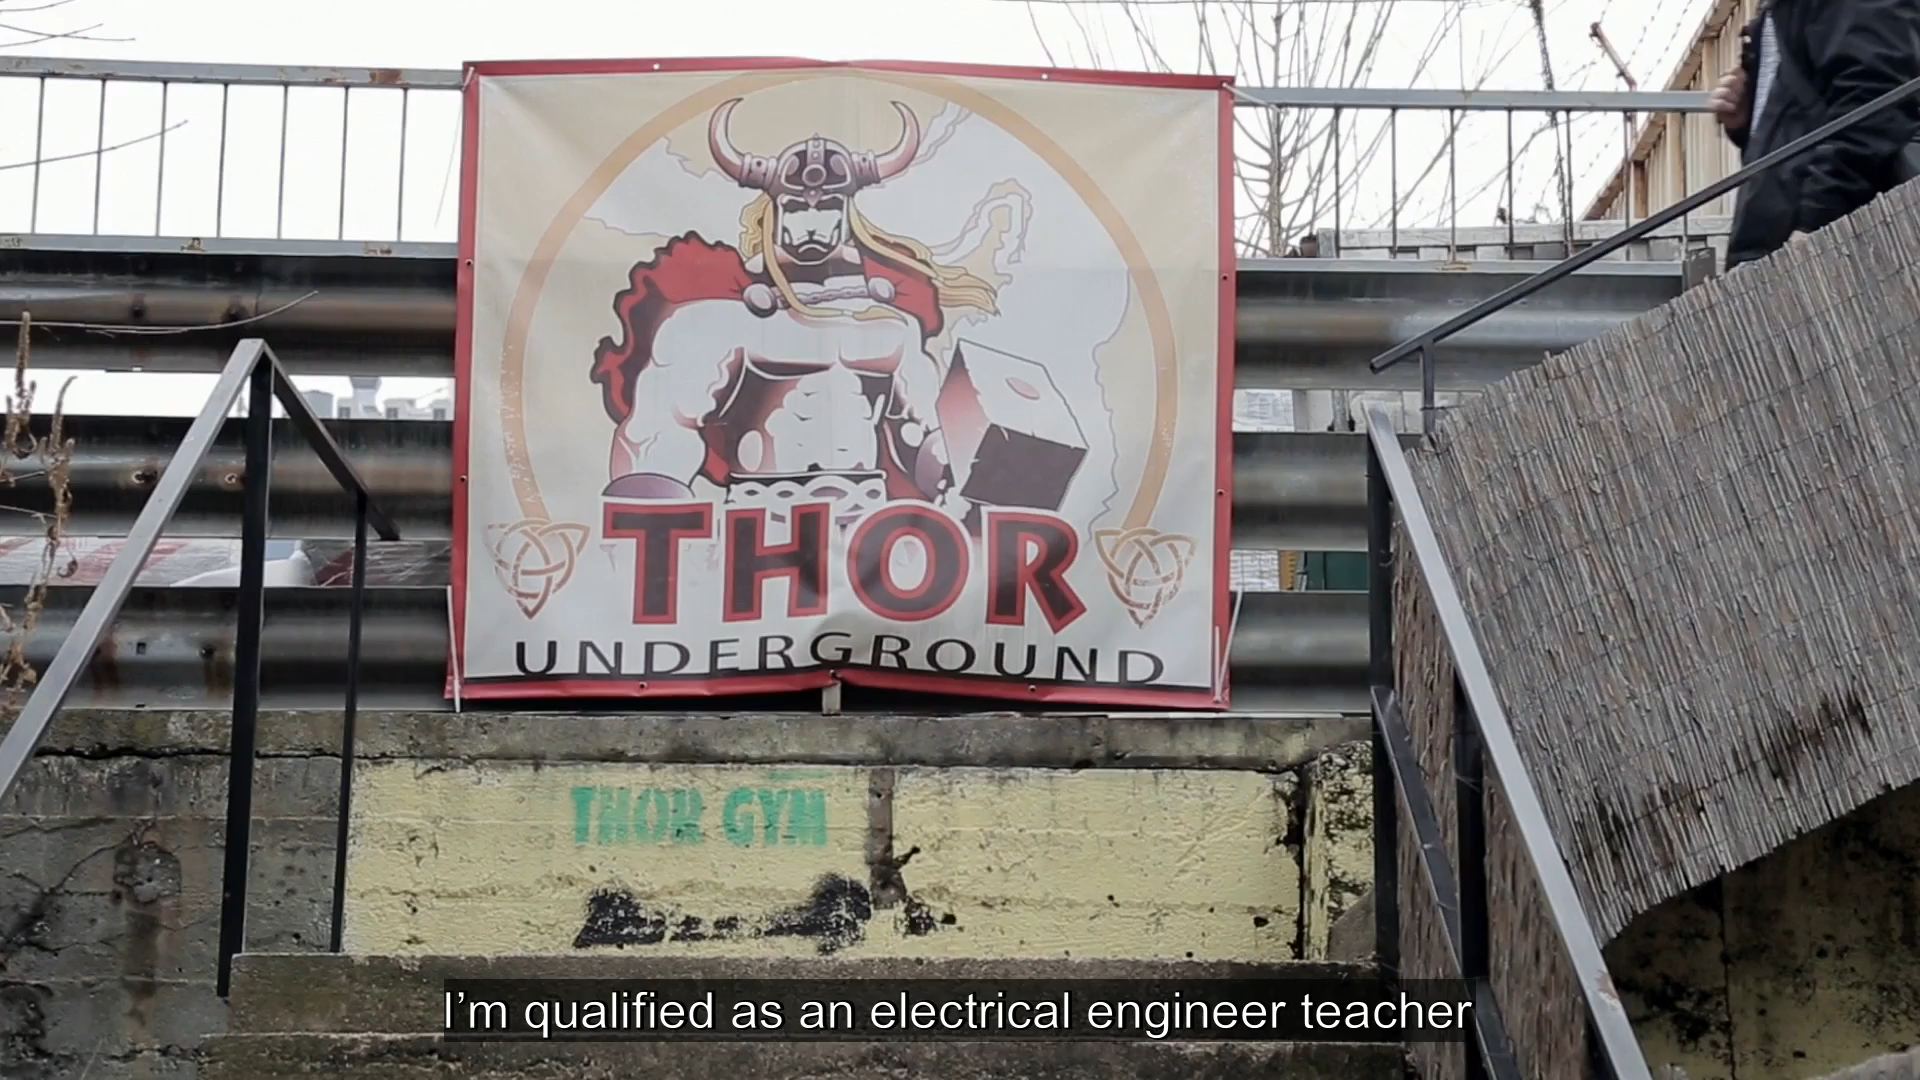 THOR
UNDERGROUND
THOR GYM
I'm qualified as an electrical engineer teacher